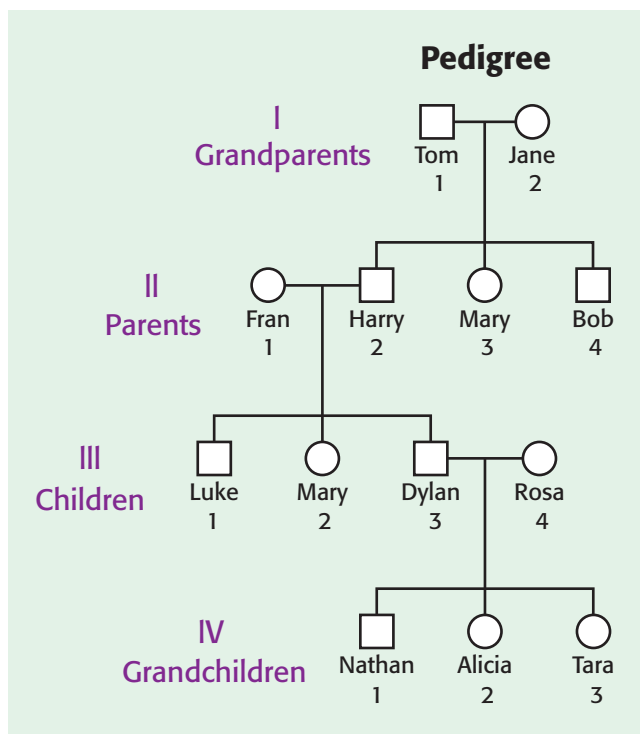 Pedigree
I
Grandparents
Tom Jane
1 2
II
Parents
Fran Harry Mary Bob
1 2 3 4
III
Children
Luke Mary Dylan Rosa
1 2 3 4
IV
Grandchildren
Nathan Alicia Tara
1 2 3